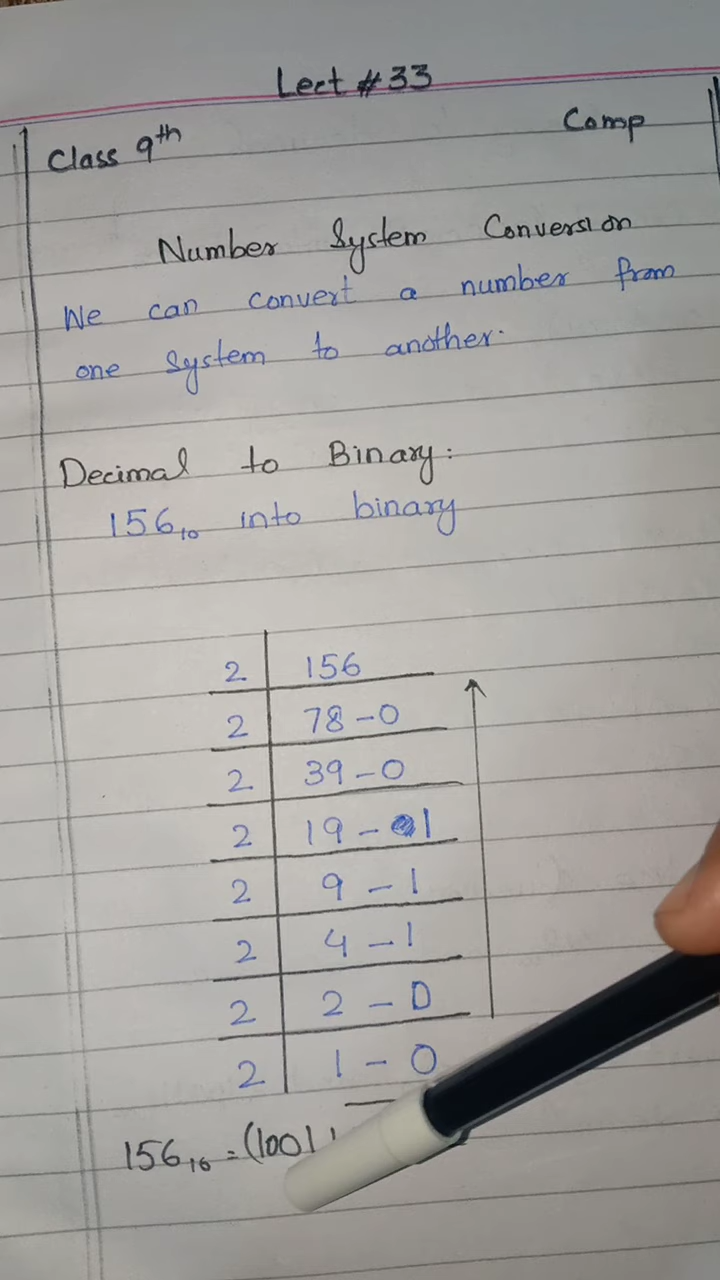 Lect # 33
Class 9th
Comp
Number System Conversion
We can convert a number from
one System to another.
Decimal to Binary:
156₁₀ into binary
2 | 156
2 | 78 - 0
2 | 39 - 0
2 | 19 - 1
2 | 9 - 1
2 | 4 - 1
2 | 2 - 0
2 | 1 - 0
156₁₆ = (1001